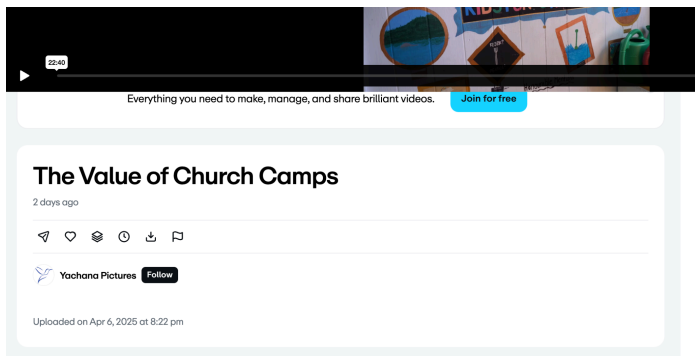 22:40
Everything you need to make, manage, and share brilliant videos.
Join for free
The Value of Church Camps
2 days ago
Yachana Pictures
Follow
Uploaded on Apr 6, 2025 at 8:22 pm